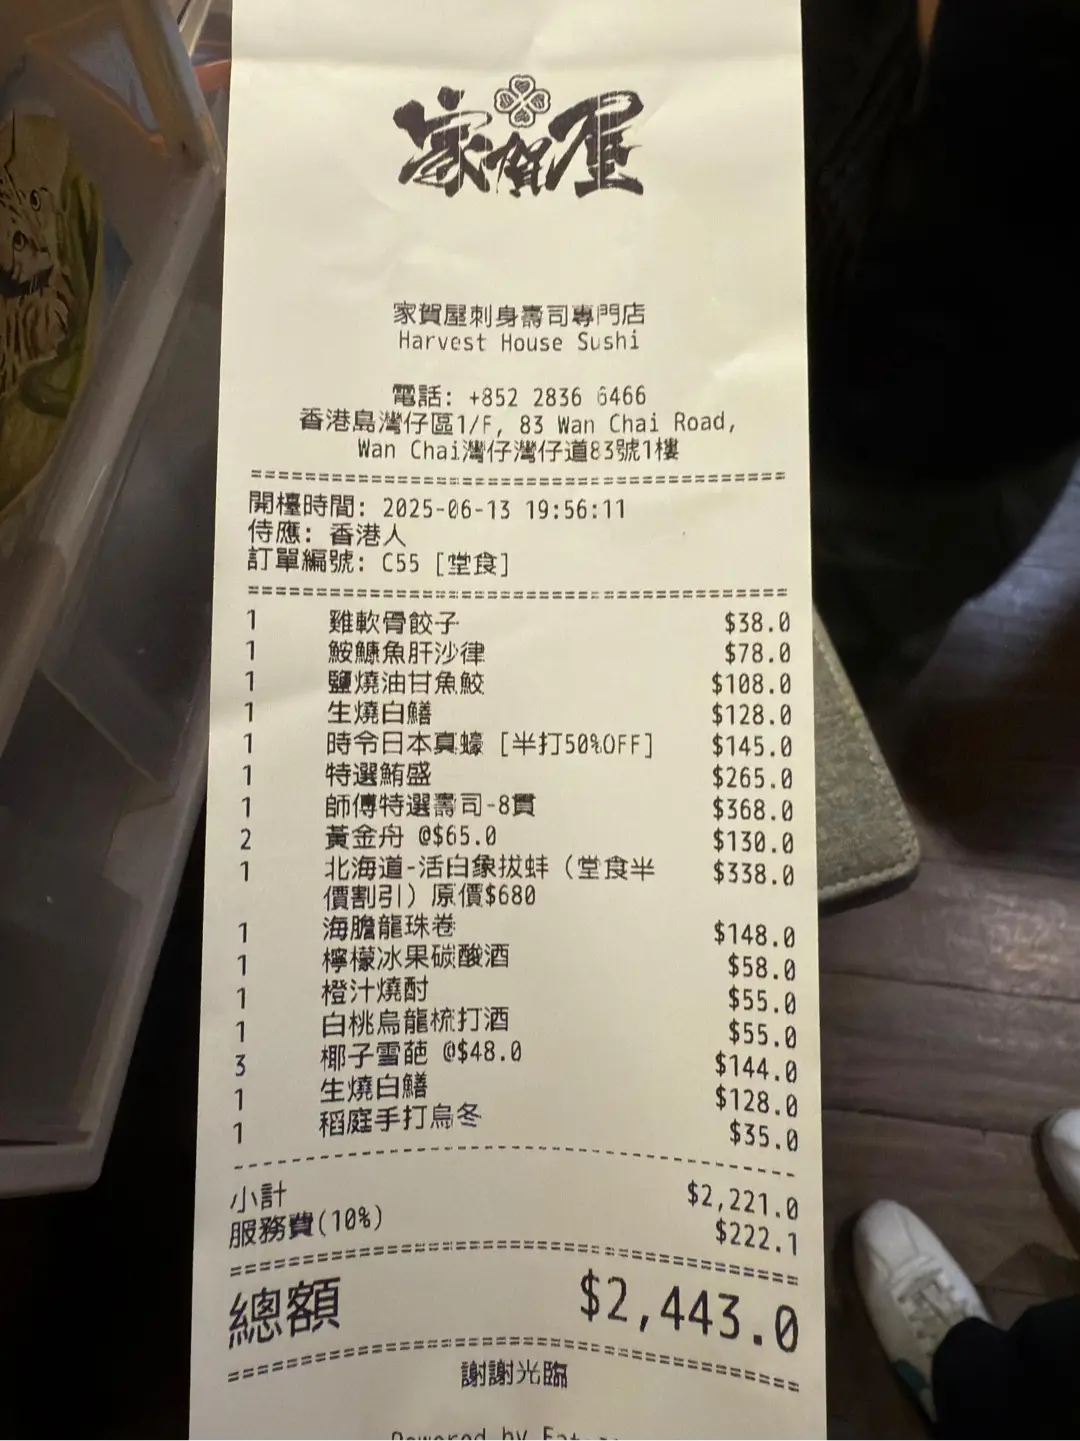 家賀屋
家賀屋刺身壽司專門店
Harvest House Sushi
電話: +852 2836 6466
香港島灣仔區1/F, 83 Wan Chai Road,
Wan Chai灣仔灣仔道83號1樓
開檯時間: 2025-06-13 19:56:11
侍應: 香港人
訂單編號: C55 [堂食]
1 雞軟骨餃子 $38.0
1 鮟鱇魚肝沙律 $78.0
1 鹽燒油甘魚鮫 $108.0
1 生燒白鱔 $128.0
1 時令日本真蠔 [半打50%OFF] $145.0
1 特選鮪盛 $265.0
1 師傅特選壽司-8貫 $368.0
2 黃金舟 @$65.0 $130.0
1 北海道-活白象拔蚌（堂食半 $338.0
價割引）原價$680
1 海膽龍珠卷 $148.0
1 檸檬冰果碳酸酒 $58.0
1 橙汁燒酎 $55.0
1 白桃烏龍梳打酒 $55.0
3 椰子雪葩 @$48.0 $144.0
1 生燒白鱔 $128.0
1 稻庭手打烏冬 $35.0
小計 $2,221.0
服務費(10%) $222.1
總額 $2,443.0
謝謝光臨
Powered by